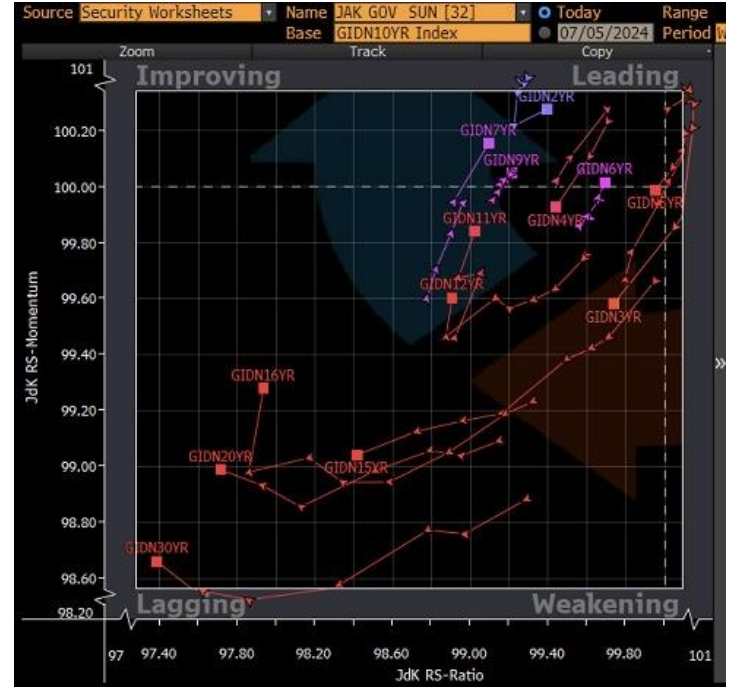 Source Security Worksheets Name JAK GOV SUN [32] Today Range
Base GIDN10YR Index 07/05/2024 Period W
Zoom Track Copy
101
Improving Leading
GIDN2YR
100.20
GIDN7YR
GIDN9YR
GIDN6YR
100.00
GIDN5YR
GIDN4YR
GIDN11YR
99.80
GIDN12YR
99.60
GIDN3YR
99.40
JdK RS-Momentum
GIDN16YR
99.20
GIDN20YR
GIDN15YR
99.00
98.80
GIDN30YR
98.60
Lagging Weakening
98.20
97 97.40 97.80 98.20 98.60 99.00 99.40 99.80 101
JdK RS-Ratio